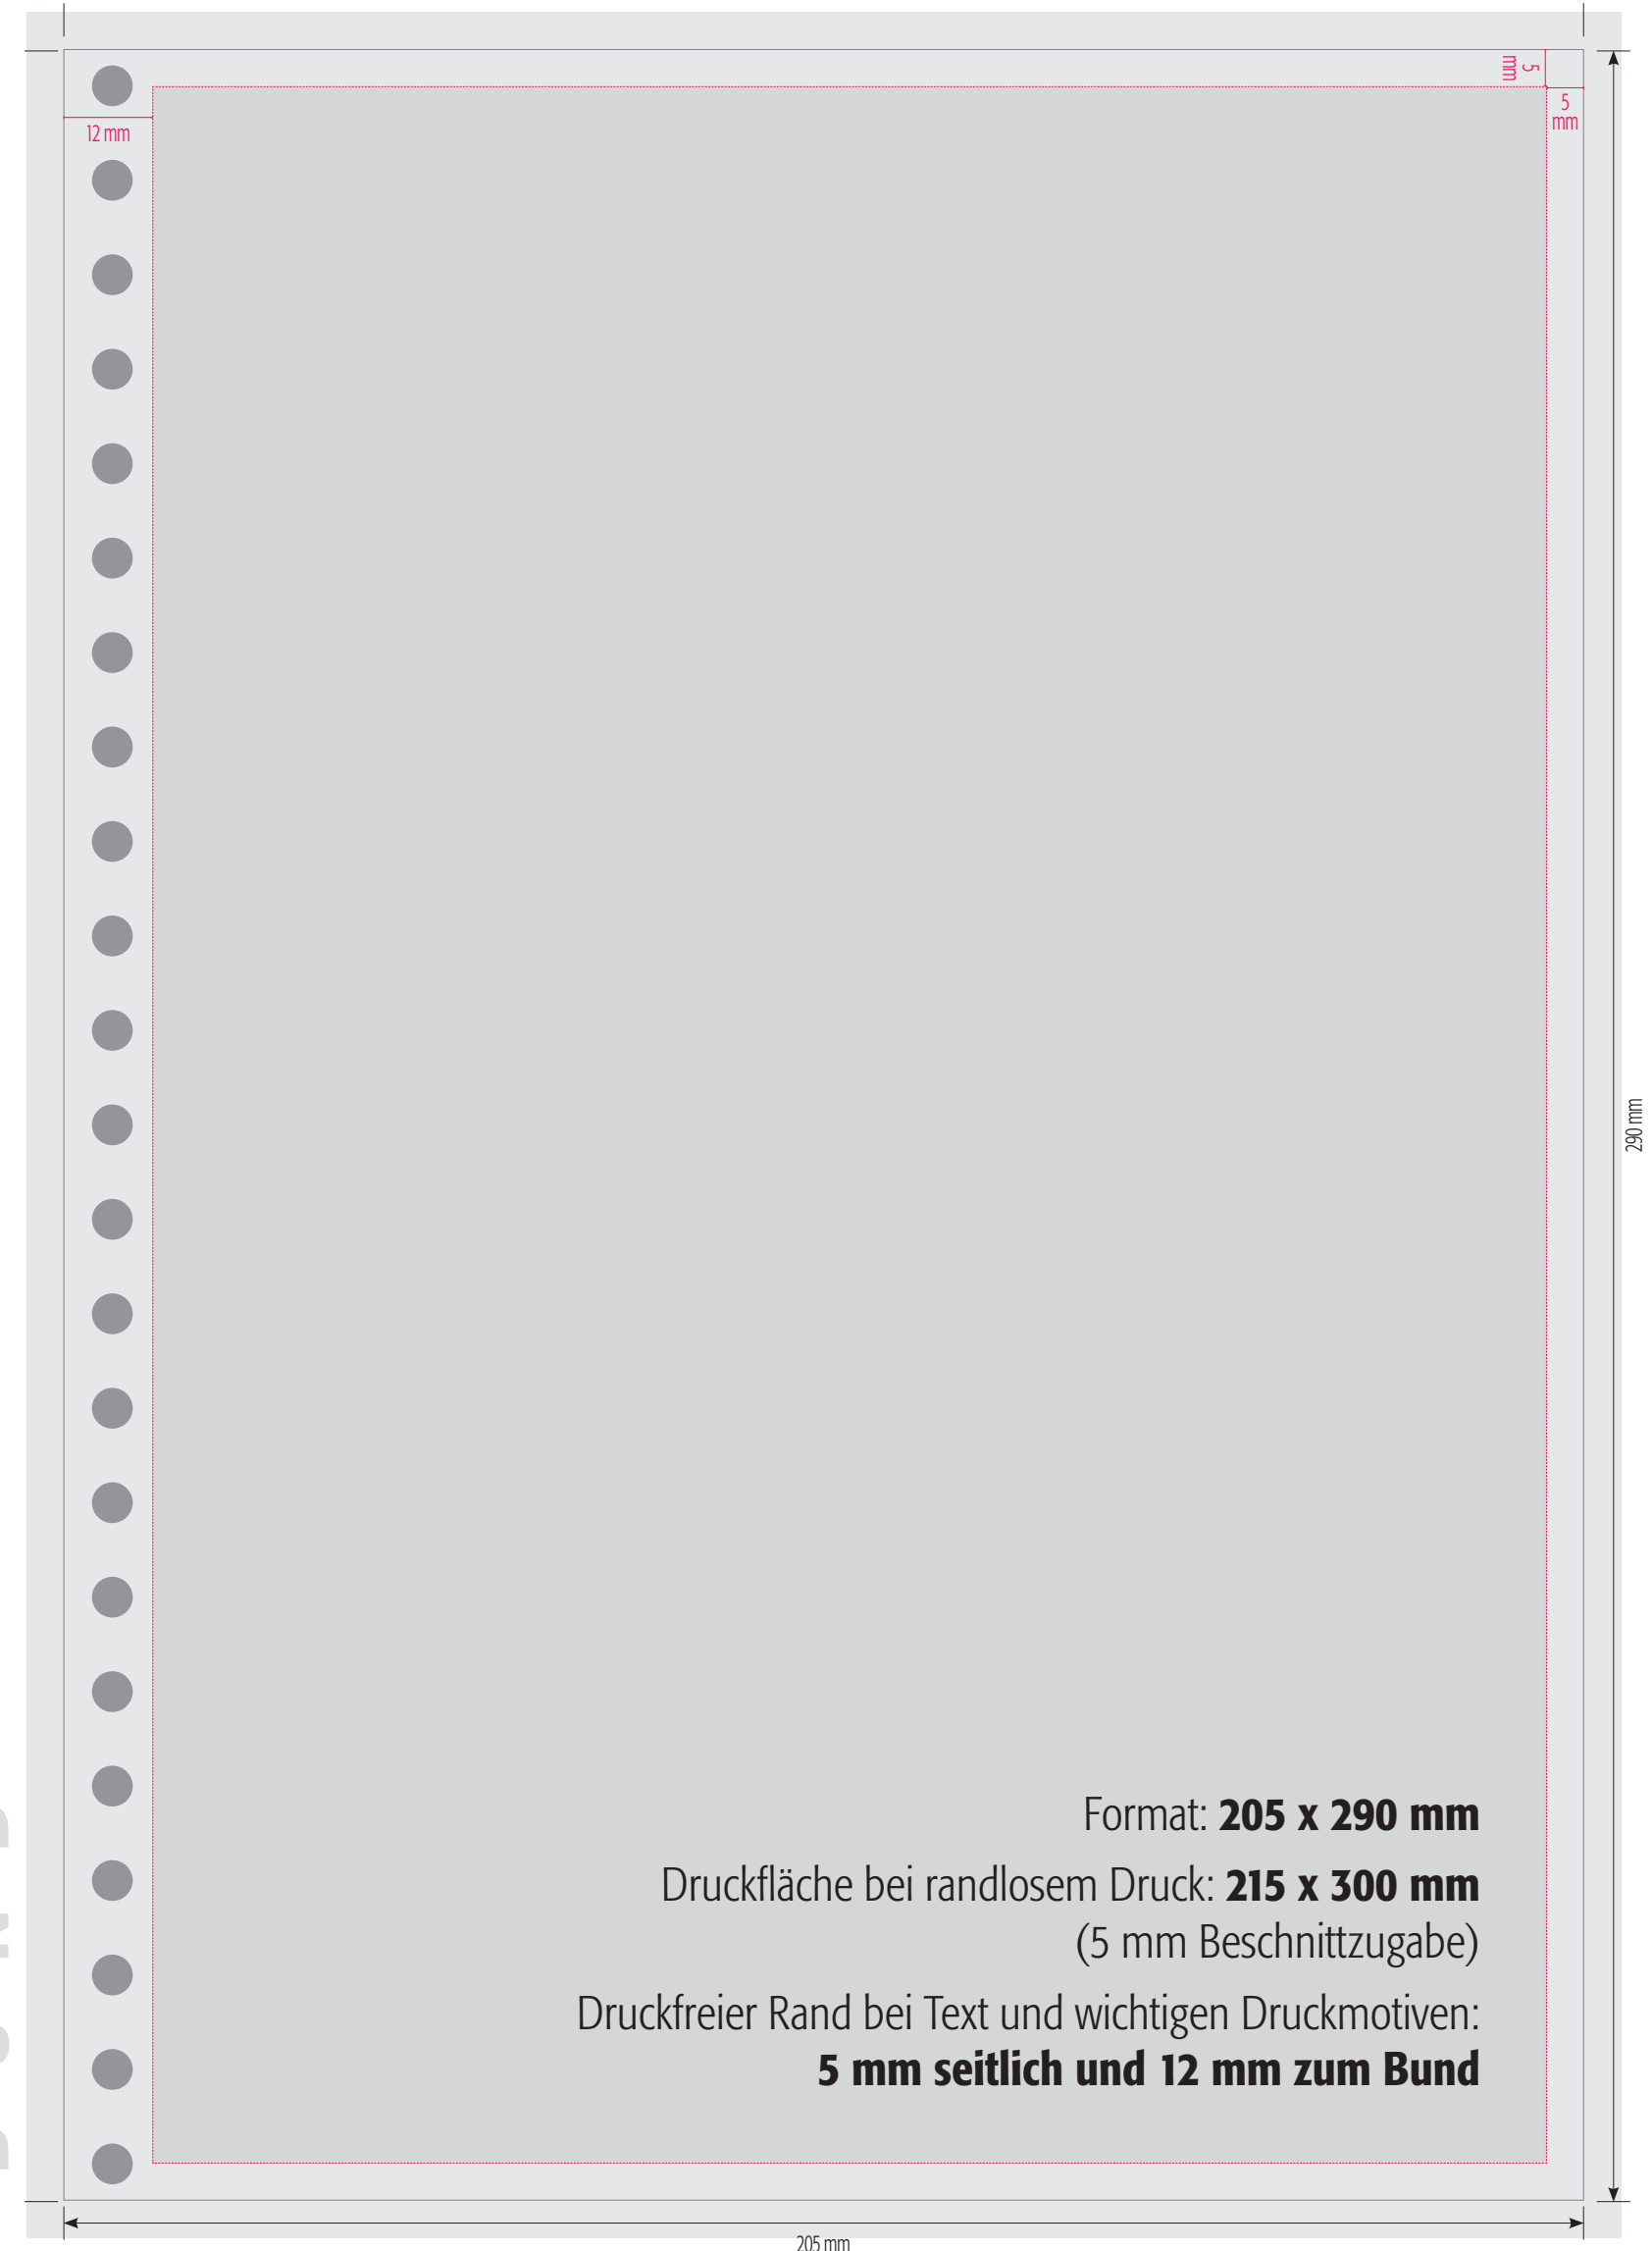 5
mm
5
mm
12 mm
290 mm
Format: 205 x 290 mm
Druckfläche bei randlosem Druck: 215 x 300 mm
(5 mm Beschnittzugabe)
Druckfreier Rand bei Text und wichtigen Druckmotiven:
5 mm seitlich und 12 mm zum Bund
205 mm